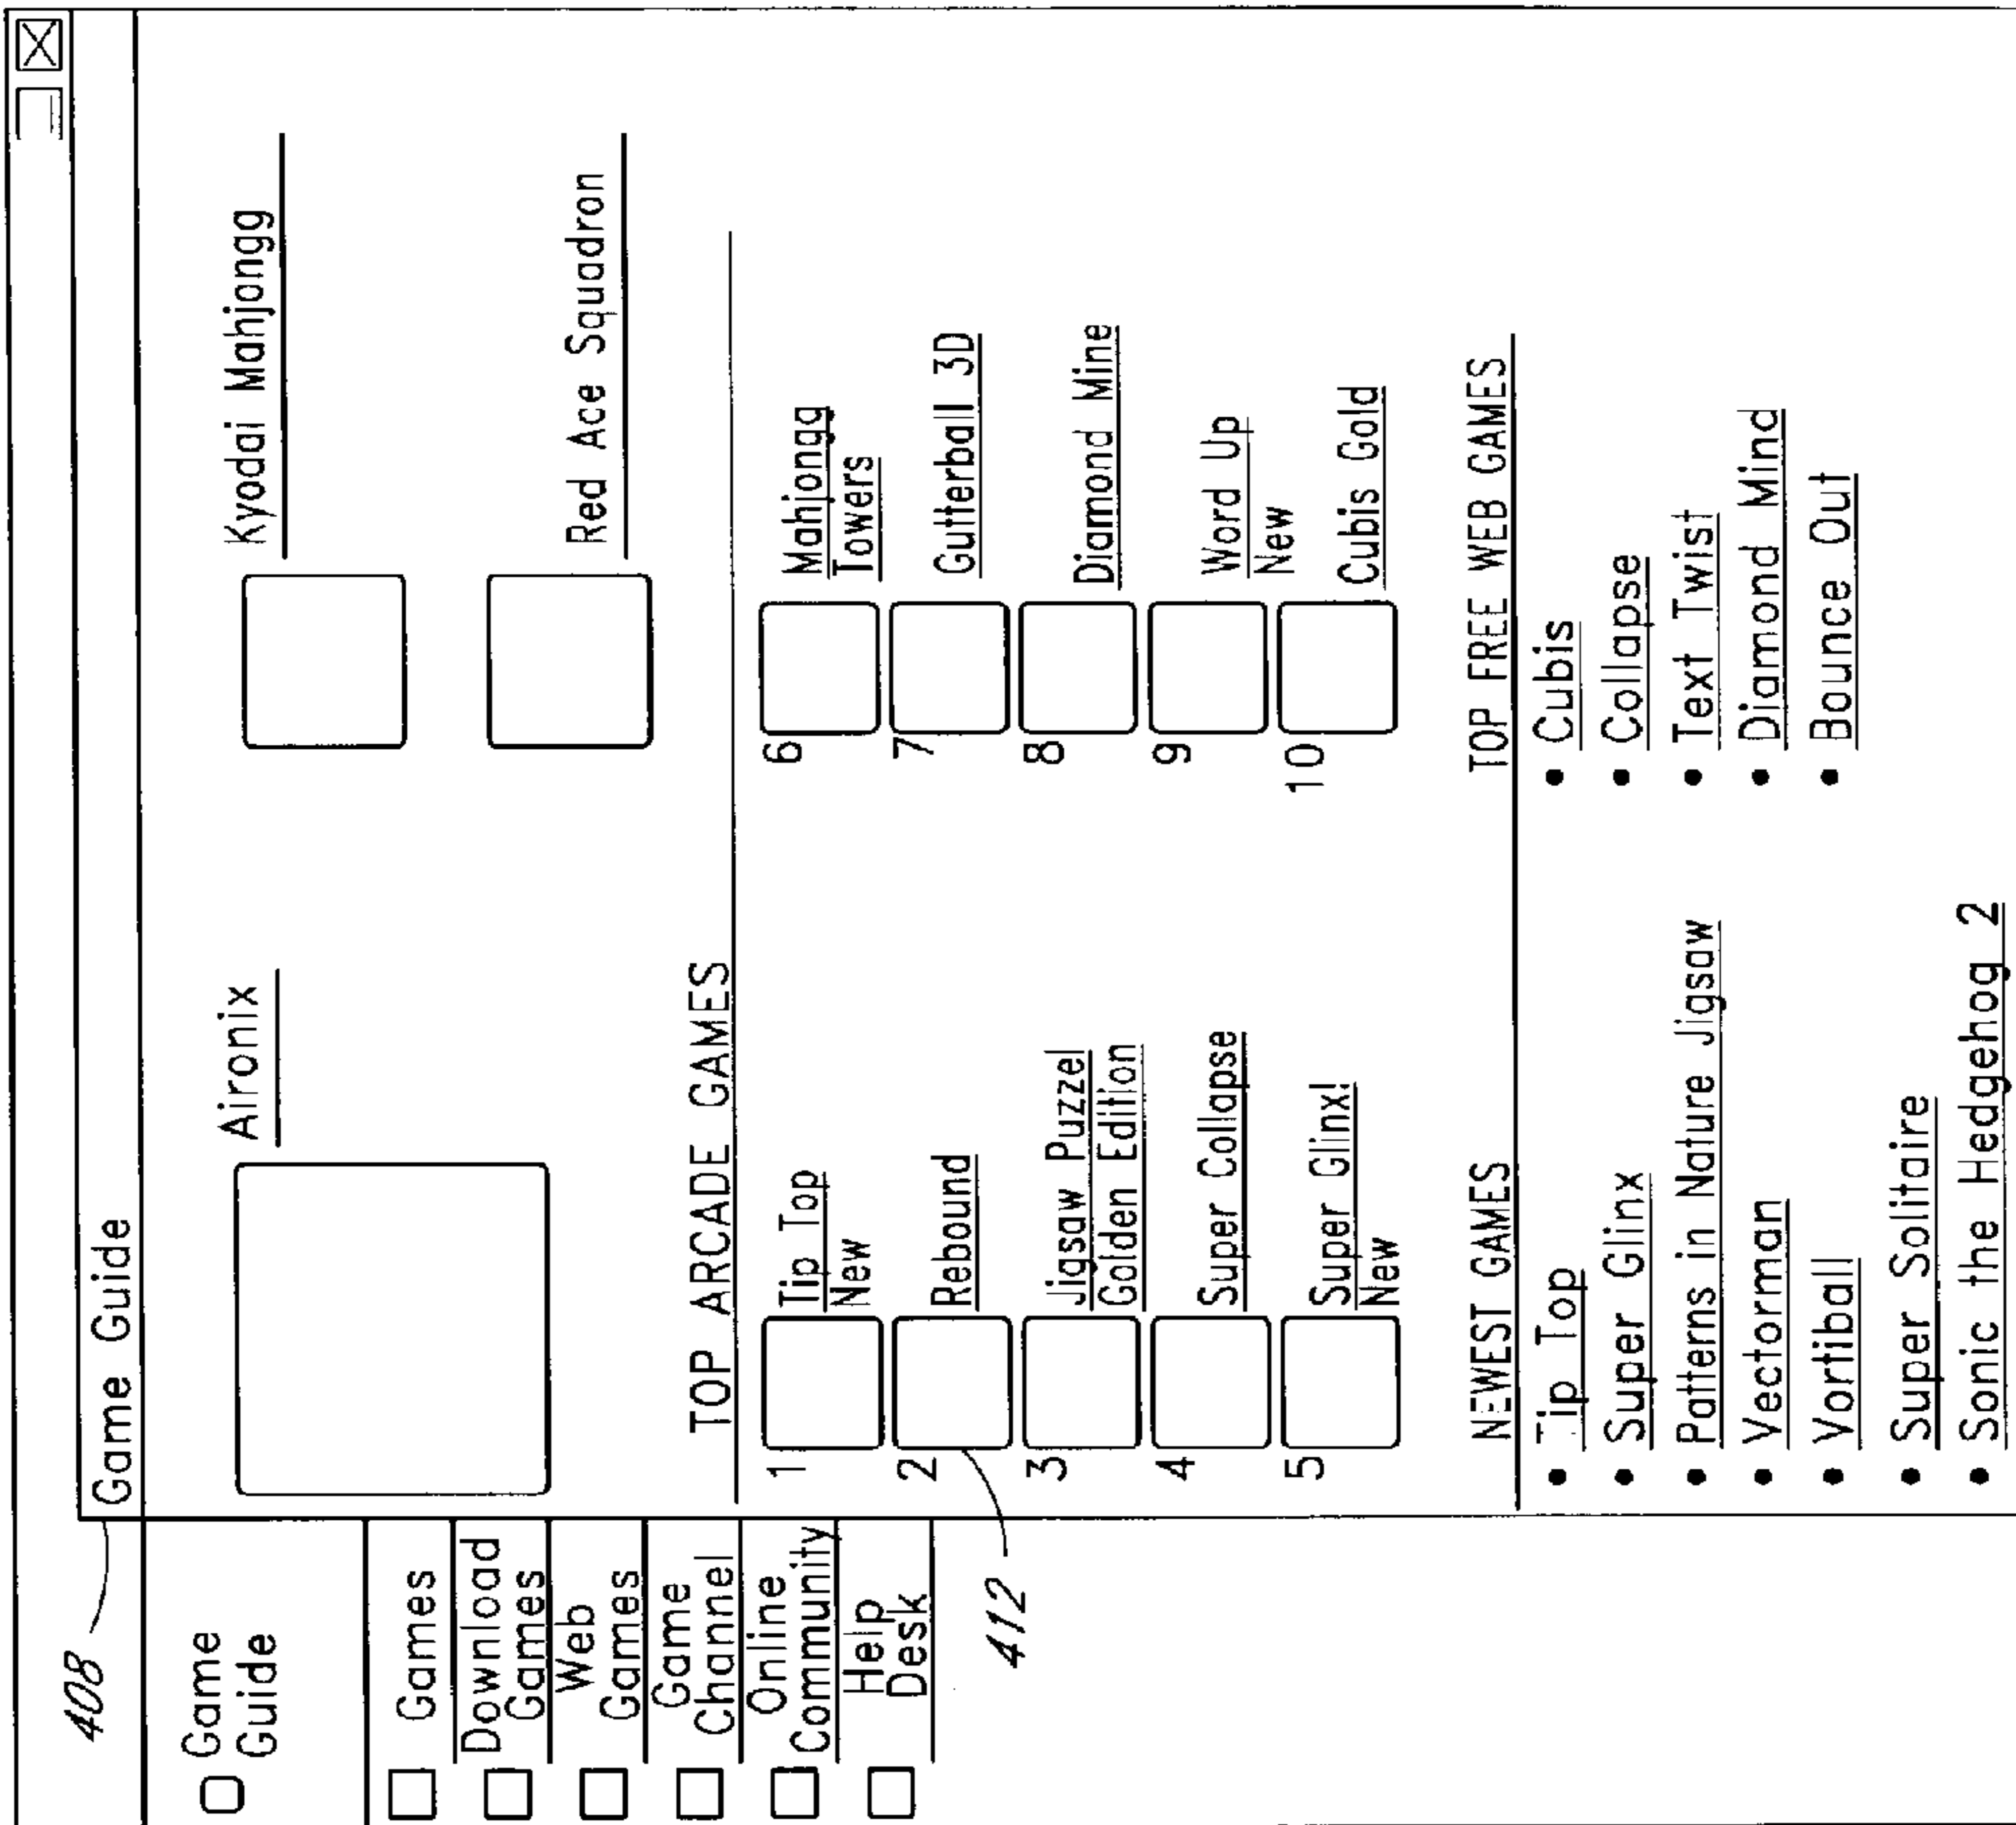 408
Game Guide
Game
Guide
Games
Download
Games
Web
Games
Game
Channel
Online
Community
Help
Desk
Aironix
Kyodai Mahjongg
Red Ace Squadron
TOP ARCADE GAMES
1
Tip Top
New
2
Rebound
412
3
Jigsaw Puzzel
Golden Edition
4
Super Collapse
5
Super Glinx!
New
6
Mahjongg
Towers
7
Gutterball 3D
8
Diamond Mine
9
Word Up
New
10
Cubis Gold
NEWEST GAMES
• Tip Top
• Super Glinx
• Patterns in Nature Jigsaw
• Vectorman
• Vortiball
• Super Solitaire
• Sonic the Hedgehog 2
TOP FREE WEB GAMES
• Cubis
• Collapse
• Text Twist
• Diamond Mind
• Bounce Out